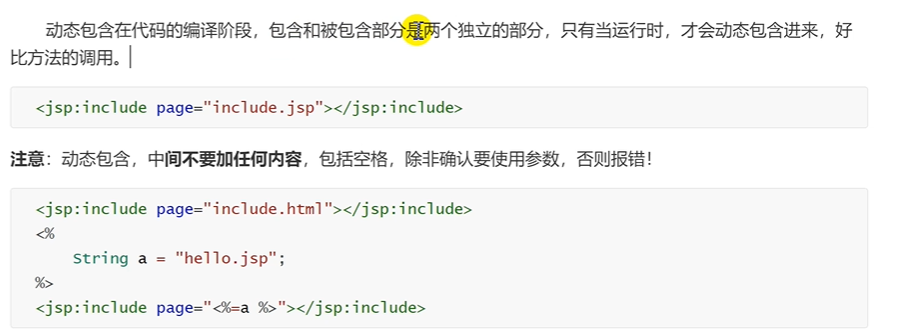 动态包含在代码的编译阶段，包含和被包含部分是两个独立的部分，只有当运行时，才会动态包含进来，好
比方法的调用。
<jsp:include page="include.jsp"></jsp:include>
注意：动态包含，中间不要加任何内容，包括空格，除非确认要使用参数，否则报错！
<jsp:include page="include.html"></jsp:include>
<%
String a = "hello.jsp";
%>
<jsp:include page="<%=a %>"></jsp:include>